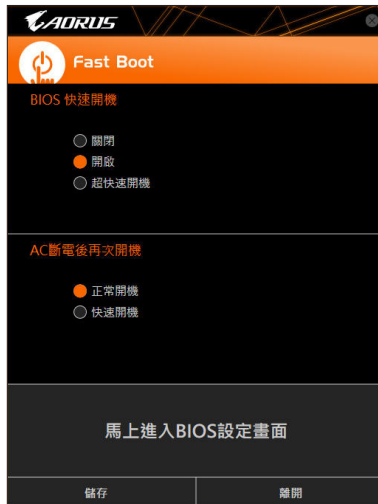 AORUS
Fast Boot
BIOS 快速開機
關閉
開啟
超快速開機
AC斷電後再次開機
正常開機
快速開機
馬上進入BIOS設定畫面
儲存
離開